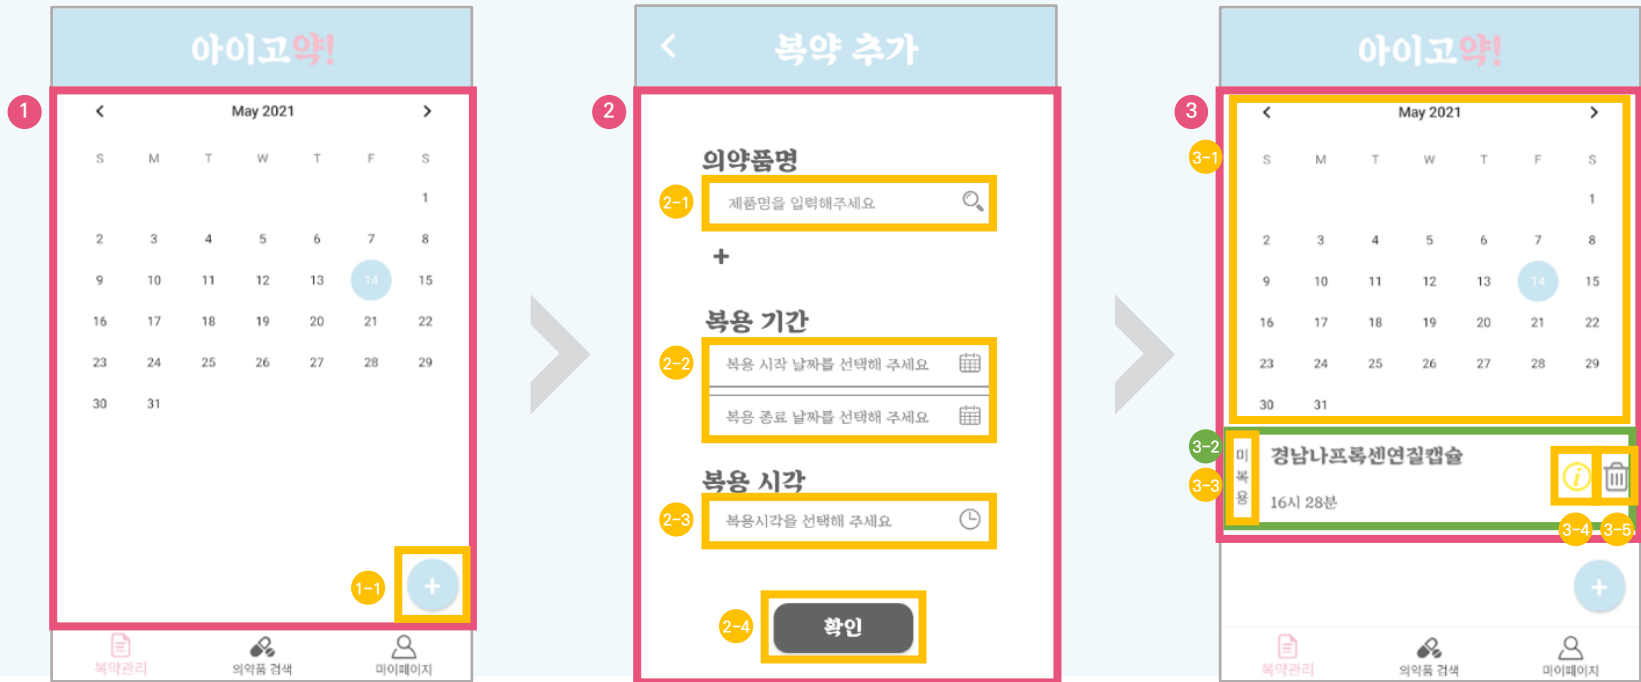 아이고약!
1
May 2021
S M T W T F S
1
2 3 4 5 6 7 8
9 10 11 12 13 14 15
16 17 18 19 20 21 22
23 24 25 26 27 28 29
30 31
1-1
+
복약관리
의약품 검색
마이페이지
복약 추가
2
의약품명
2-1
제품명을 입력해주세요
+
복용 기간
2-2
복용 시작 날짜를 선택해 주세요
복용 종료 날짜를 선택해 주세요
복용 시각
2-3
복용시각을 선택해 주세요
2-4
확인
아이고약!
3
May 2021
3-1
S M T W T F S
1
2 3 4 5 6 7 8
9 10 11 12 13 14 15
16 17 18 19 20 21 22
23 24 25 26 27 28 29
30 31
3-2
3-3
미복용
경남나프록센연질캡슐
16시 28분
i
3-4
3-5
+
복약관리
의약품 검색
마이페이지